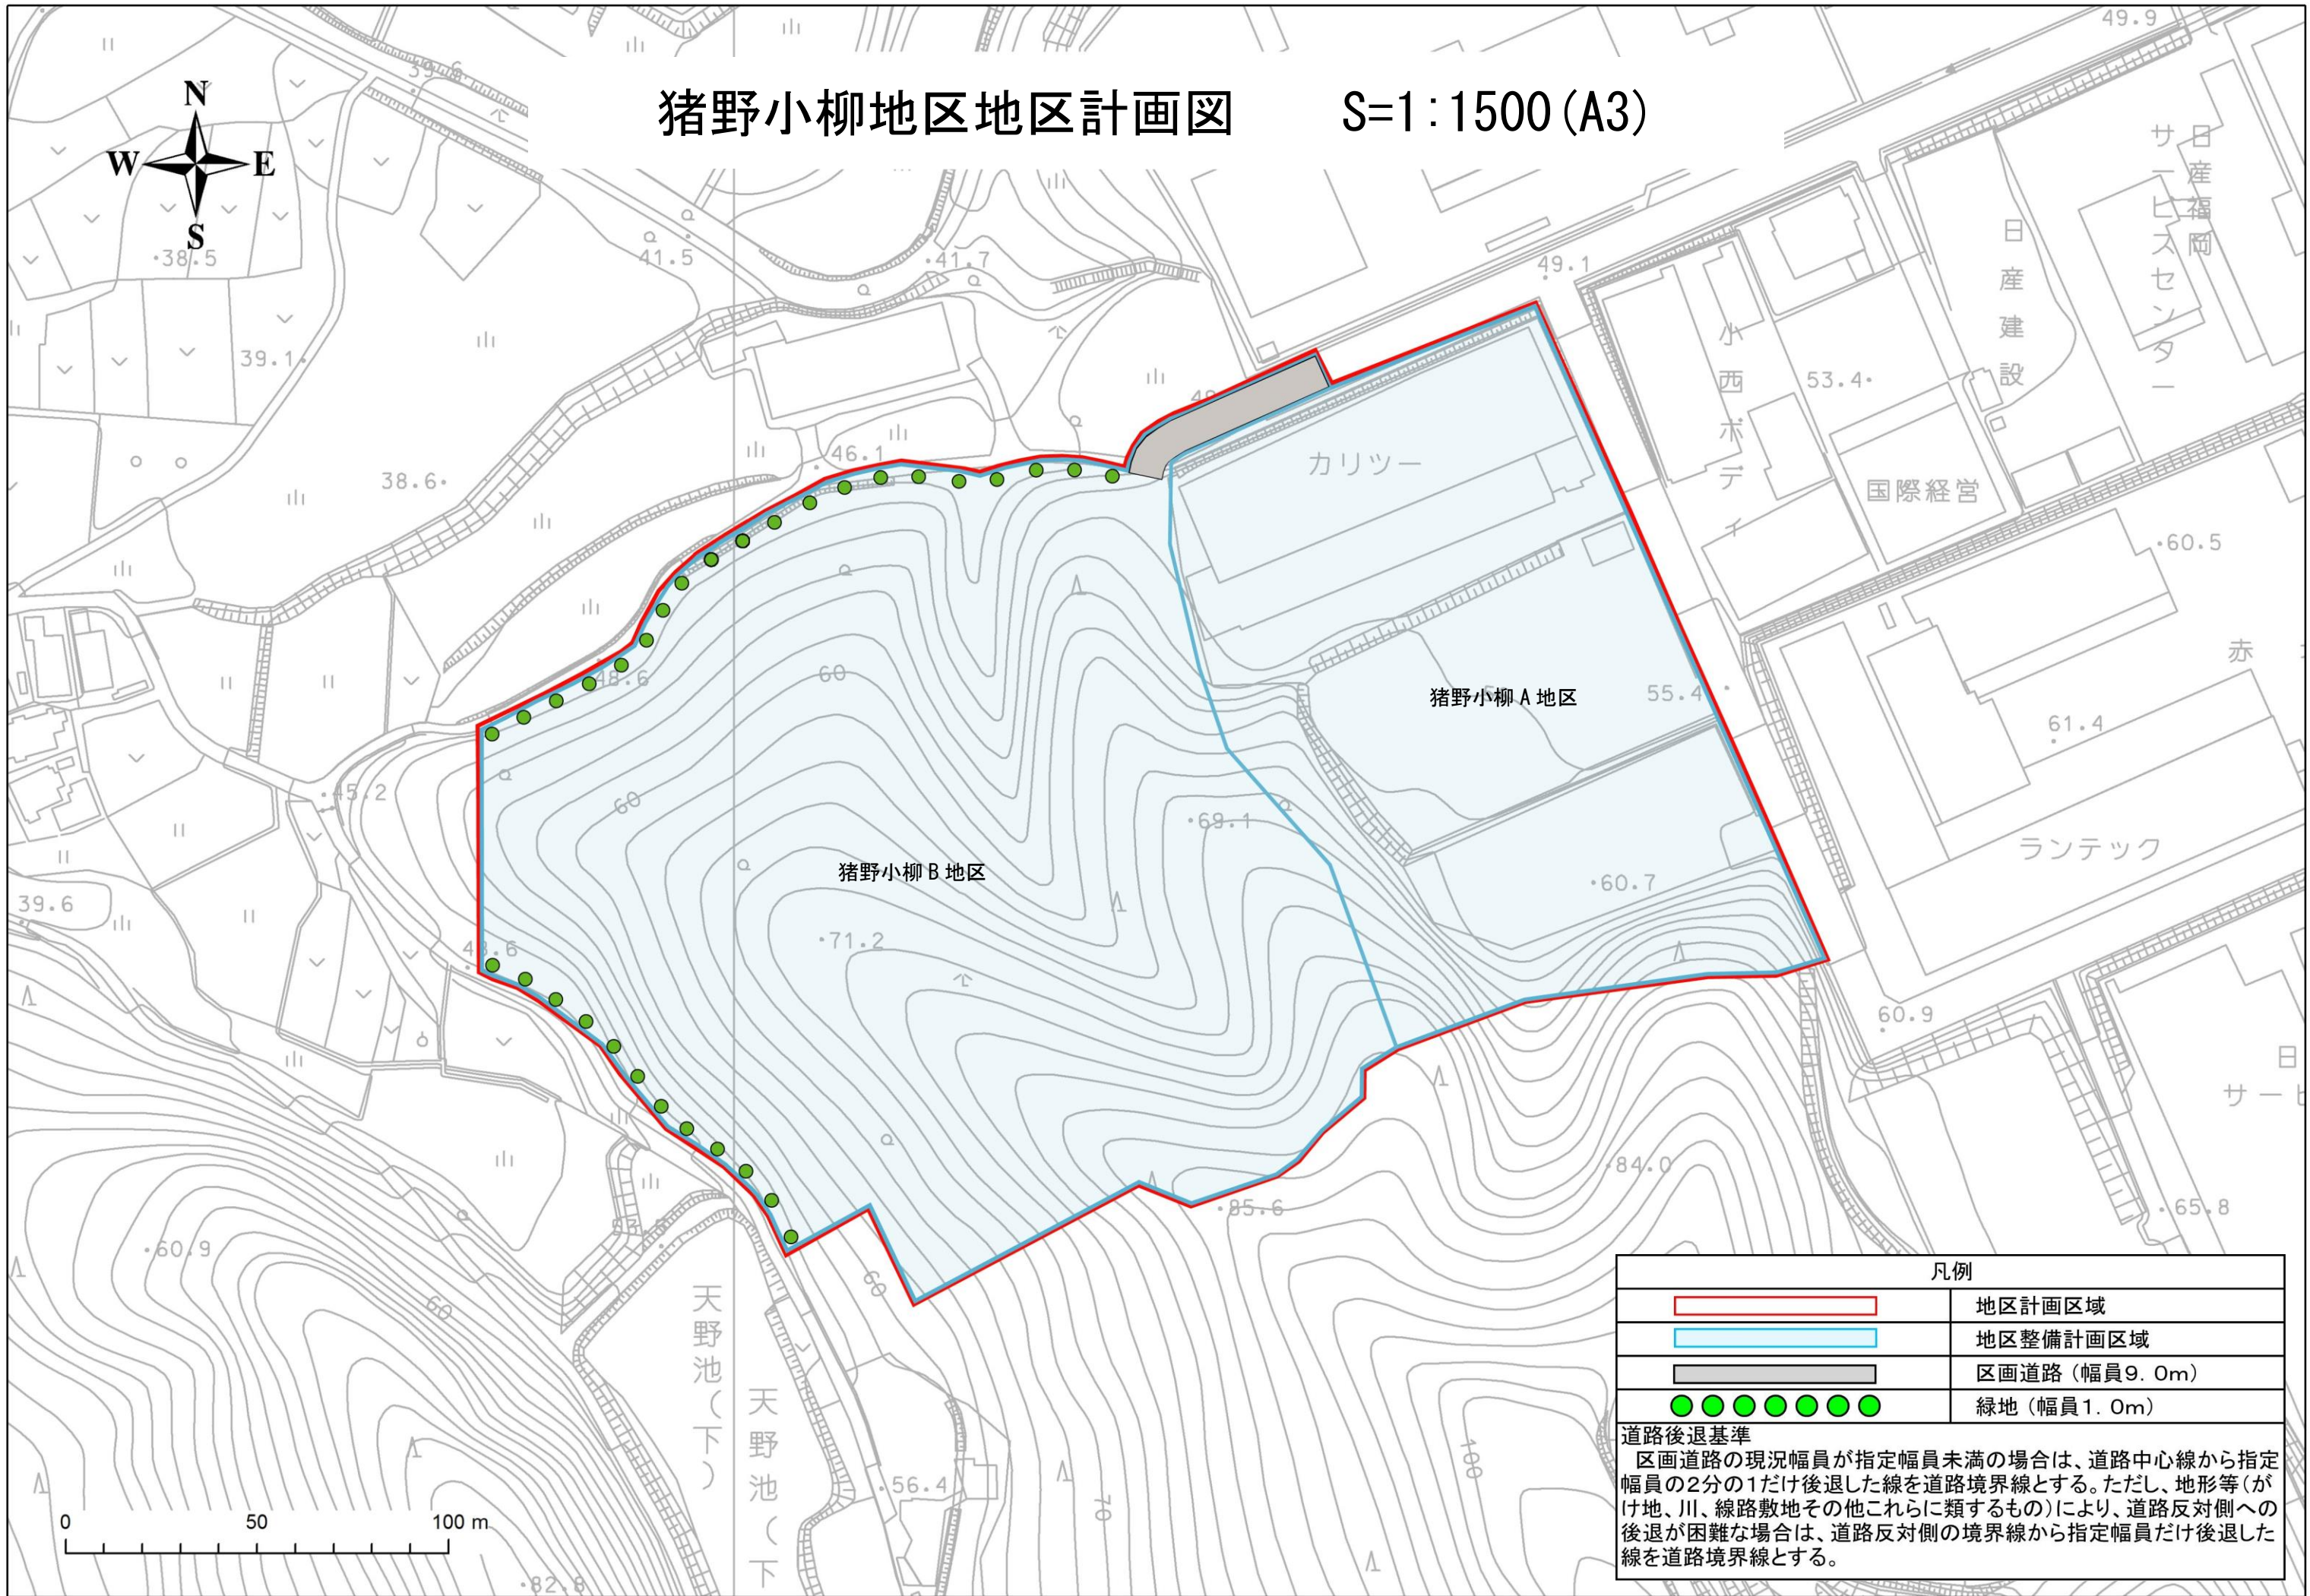 猪野小柳地区地区計画図　S=1:1500(A3)
N
W
E
S
39.6
49.9
38.5
41.5
41.7
49.1
39.1
38.6
46.1
53.4
60.5
日産福岡
サービスセンター
日産建設
小西ボディ
国際経営
カリツー
48.6
60
猪野小柳A地区
55.4
61.4
45.2
60
69.1
ランテック
赤
猪野小柳B地区
60.7
39.6
71.2
60.9
日
サービ
84.0
85.6
65.8
60.9
60
60
天野池(下)
天野池(下
56.4
100
70
82.8
0
50
100 m
凡例
地区計画区域
地区整備計画区域
区画道路（幅員9.0m）
緑地（幅員1.0m）
道路後退基準
区画道路の現況幅員が指定幅員未満の場合は、道路中心線から指定
幅員の2分の1だけ後退した線を道路境界線とする。ただし、地形等（が
け地、川、線路敷地その他これらに類するもの）により、道路反対側への
後退が困難な場合は、道路反対側の境界線から指定幅員だけ後退した
線を道路境界線とする。